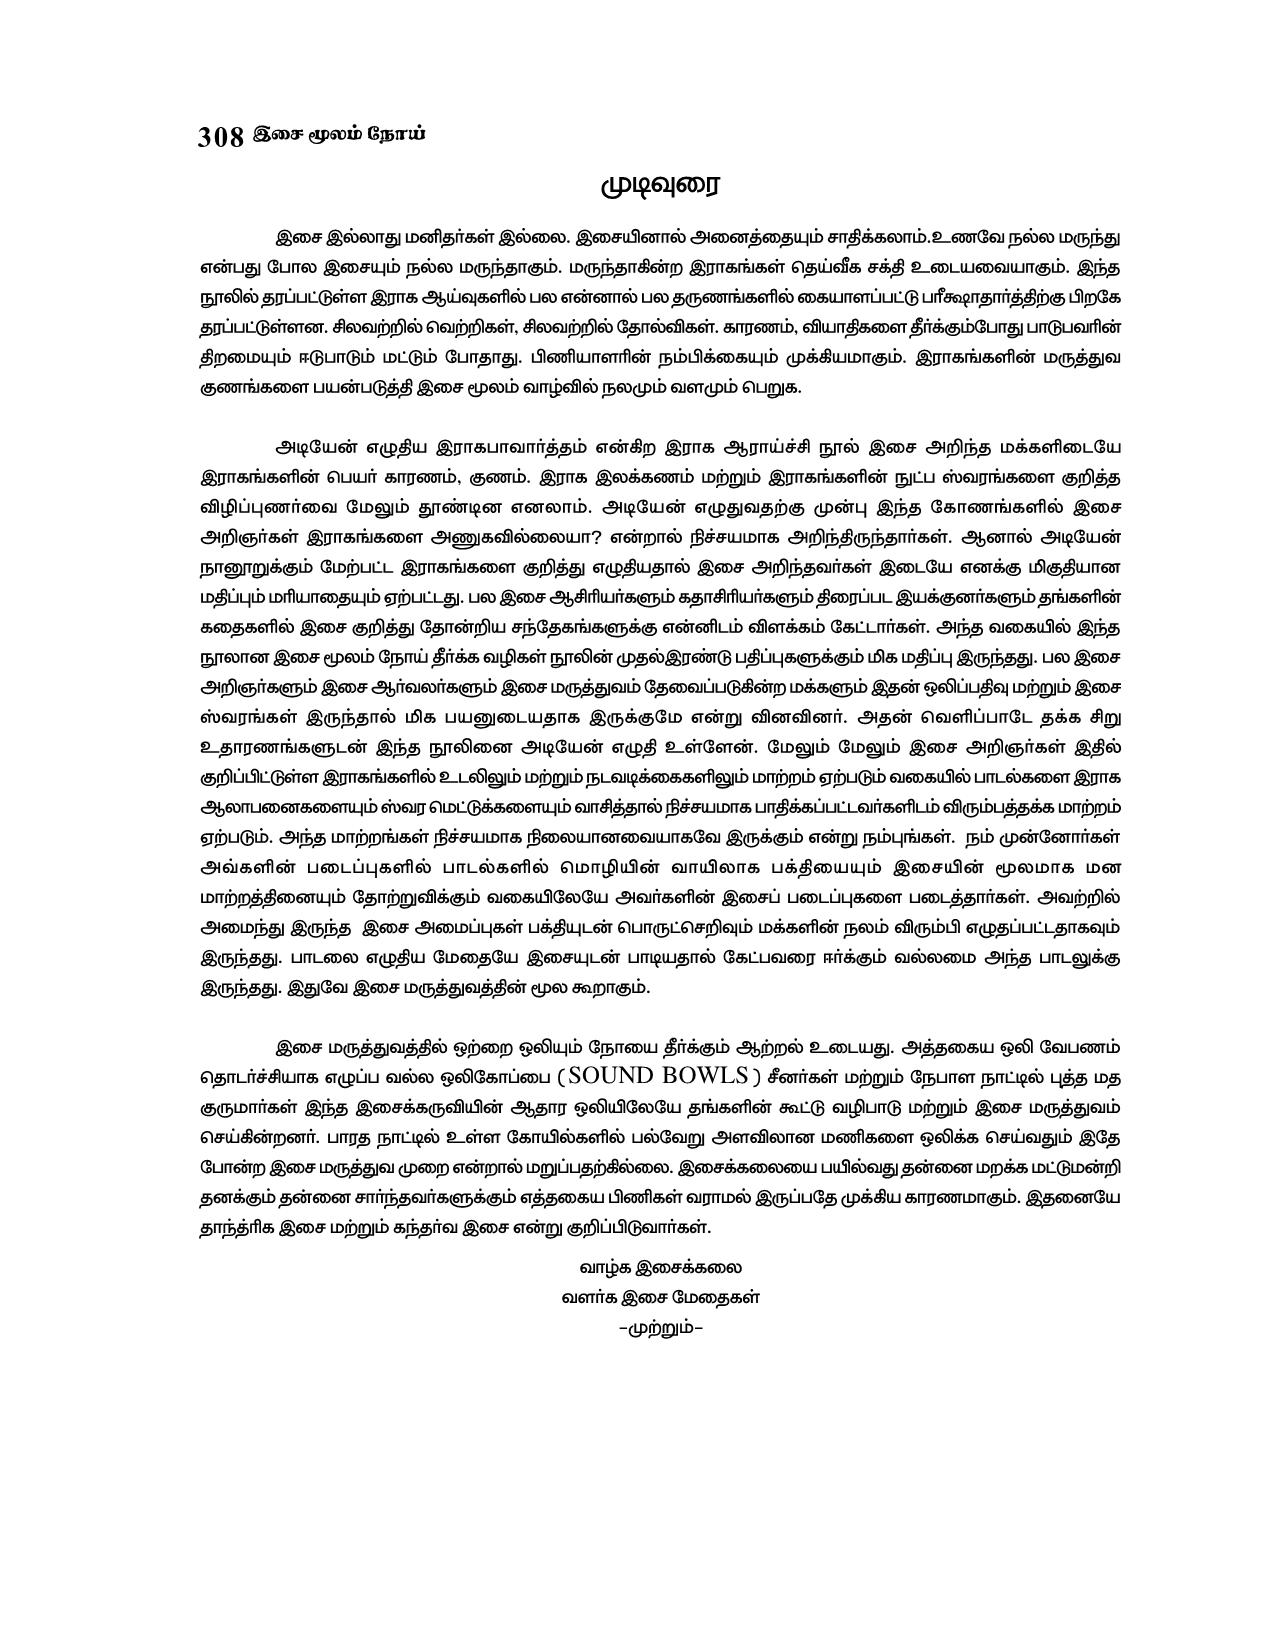 308 இசை மூலம் நோய்
முடிவுரை
இசை இல்லாது மனிதர்கள் இல்லை. இசையினால் அனைத்தையும் சாதிக்கலாம்.உணவே நல்ல மருந்து
என்பது போல இசையும் நல்ல மருந்தாகும். மருந்தாகின்ற இராகங்கள் தெய்வீக சக்தி உடையவையாகும். இந்த
நூலில் தரப்பட்டுள்ள இராக ஆய்வுகளில் பல என்னால் பல தருணங்களில் கையாளப்பட்டு பரீக்ஷாதார்த்திற்கு பிறகே
தரப்பட்டுள்ளன. சிலவற்றில் வெற்றிகள், சிலவற்றில் தோல்விகள். காரணம், வியாதிகளை தீர்க்கும்போது பாடுபவரின்
திறமையும் ஈடுபாடும் மட்டும் போதாது. பிணியாளரின் நம்பிக்கையும் முக்கியமாகும். இராகங்களின் மருத்துவ
குணங்களை பயன்படுத்தி இசை மூலம் வாழ்வில் நலமும் வளமும் பெறுக.
அடியேன் எழுதிய இராகபாவார்த்தம் என்கிற இராக ஆராய்ச்சி நூல் இசை அறிந்த மக்களிடையே
இராகங்களின் பெயர் காரணம், குணம். இராக இலக்கணம் மற்றும் இராகங்களின் நுட்ப ஸ்வரங்களை குறித்த
விழிப்புணர்வை மேலும் தூண்டின எனலாம். அடியேன் எழுதுவதற்கு முன்பு இந்த கோணங்களில் இசை
அறிஞர்கள் இராகங்களை அணுகவில்லையா? என்றால் நிச்சயமாக அறிந்திருந்தார்கள். ஆனால் அடியேன்
நானூறுக்கும் மேற்பட்ட இராகங்களை குறித்து எழுதியதால் இசை அறிந்தவர்கள் இடையே எனக்கு மிகுதியான
மதிப்பும் மரியாதையும் ஏற்பட்டது. பல இசை ஆசிரியர்களும் கதாசிரியர்களும் திரைப்பட இயக்குனர்களும் தங்களின்
கதைகளில் இசை குறித்து தோன்றிய சந்தேகங்களுக்கு என்னிடம் விளக்கம் கேட்டார்கள். அந்த வகையில் இந்த
நூலான இசை மூலம் நோய் தீர்க்க வழிகள் நூலின் முதல்இரண்டு பதிப்புகளுக்கும் மிக மதிப்பு இருந்தது. பல இசை
அறிஞர்களும் இசை ஆர்வலர்களும் இசை மருத்துவம் தேவைப்படுகின்ற மக்களும் இதன் ஒலிப்பதிவு மற்றும் இசை
ஸ்வரங்கள் இருந்தால் மிக பயனுடையதாக இருக்குமே என்று வினவினர். அதன் வெளிப்பாடே தக்க சிறு
உதாரணங்களுடன் இந்த நூலினை அடியேன் எழுதி உள்ளேன். மேலும் மேலும் இசை அறிஞர்கள் இதில்
குறிப்பிட்டுள்ள இராகங்களில் உடலிலும் மற்றும் நடவடிக்கைகளிலும் மாற்றம் ஏற்படும் வகையில் பாடல்களை இராக
ஆலாபனைகளையும் ஸ்வர மெட்டுக்களையும் வாசித்தால் நிச்சயமாக பாதிக்கப்பட்டவர்களிடம் விரும்பத்தக்க மாற்றம்
ஏற்படும். அந்த மாற்றங்கள் நிச்சயமாக நிலையானவையாகவே இருக்கும் என்று நம்புங்கள். நம் முன்னோர்கள்
அவ்களின் படைப்புகளில் பாடல்களில் மொழியின் வாயிலாக பக்தியையும் இசையின் மூலமாக மன
மாற்றத்தினையும் தோற்றுவிக்கும் வகையிலேயே அவர்களின் இசைப் படைப்புகளை படைத்தார்கள். அவற்றில்
அமைந்து இருந்த இசை அமைப்புகள் பக்தியுடன் பொருட்செறிவும் மக்களின் நலம் விரும்பி எழுதப்பட்டதாகவும்
இருந்தது. பாடலை எழுதிய மேதையே இசையுடன் பாடியதால் கேட்பவரை ஈர்க்கும் வல்லமை அந்த பாடலுக்கு
இருந்தது. இதுவே இசை மருத்துவத்தின் மூல கூறாகும்.
இசை மருத்துவத்தில் ஒற்றை ஒலியும் நோயை தீர்க்கும் ஆற்றல் உடையது. அத்தகைய ஒலி வேபணம்
தொடர்ச்சியாக எழுப்ப வல்ல ஒலிகோப்பை (SOUND BOWLS) சீனர்கள் மற்றும் நேபாள நாட்டில் புத்த மத
குருமார்கள் இந்த இசைக்கருவியின் ஆதார ஒலியிலேயே தங்களின் கூட்டு வழிபாடு மற்றும் இசை மருத்துவம்
செய்கின்றனர். பாரத நாட்டில் உள்ள கோயில்களில் பல்வேறு அளவிலான மணிகளை ஒலிக்க செய்வதும் இதே
போன்ற இசை மருத்துவ முறை என்றால் மறுப்பதற்கில்லை. இசைக்கலையை பயில்வது தன்னை மறக்க மட்டுமன்றி
தனக்கும் தன்னை சார்ந்தவர்களுக்கும் எத்தகைய பிணிகள் வராமல் இருப்பதே முக்கிய காரணமாகும். இதனையே
தாந்த்ரிக இசை மற்றும் கந்தர்வ இசை என்று குறிப்பிடுவார்கள்.
வாழ்க இசைக்கலை
வளர்க இசை மேதைகள்
-முற்றும்-